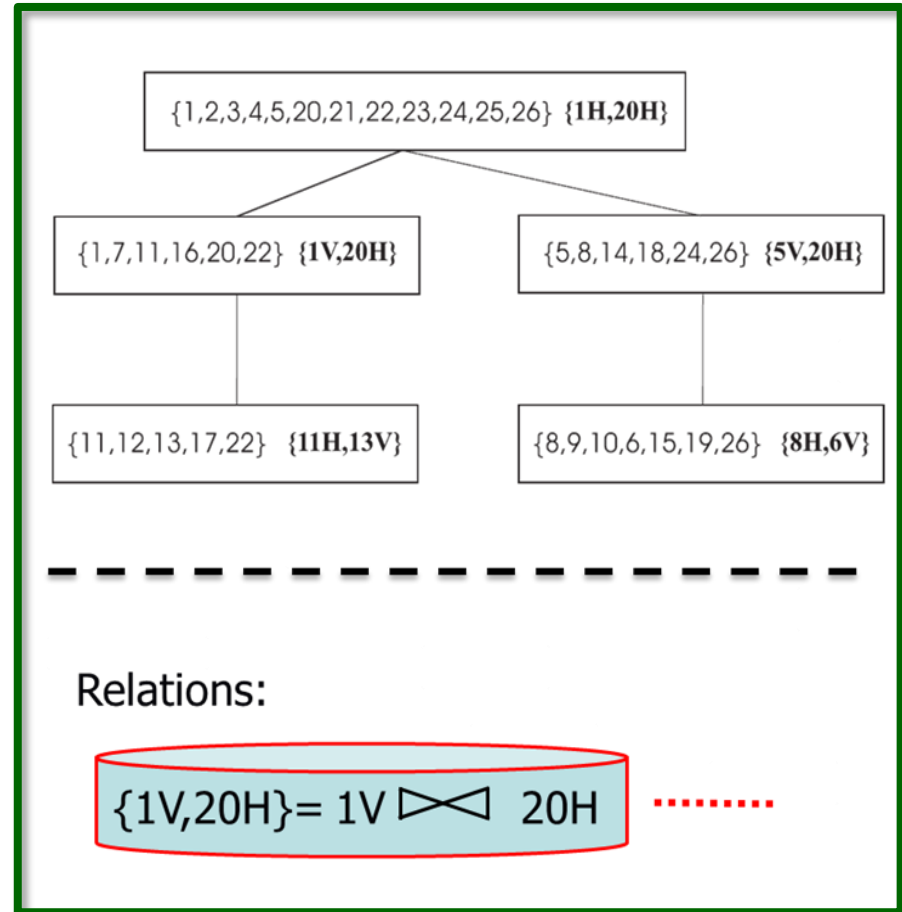 {1,2,3,4,5,20,21,22,23,24,25,26} {1H,20H}
{1,7,11,16,20,22} {1V,20H}
{5,8,14,18,24,26} {5V,20H}
{11,12,13,17,22} {11H,13V}
{8,9,10,6,15,19,26} {8H,6V}
Relations:
{1V,20H}= 1V ⋈ 20H ........